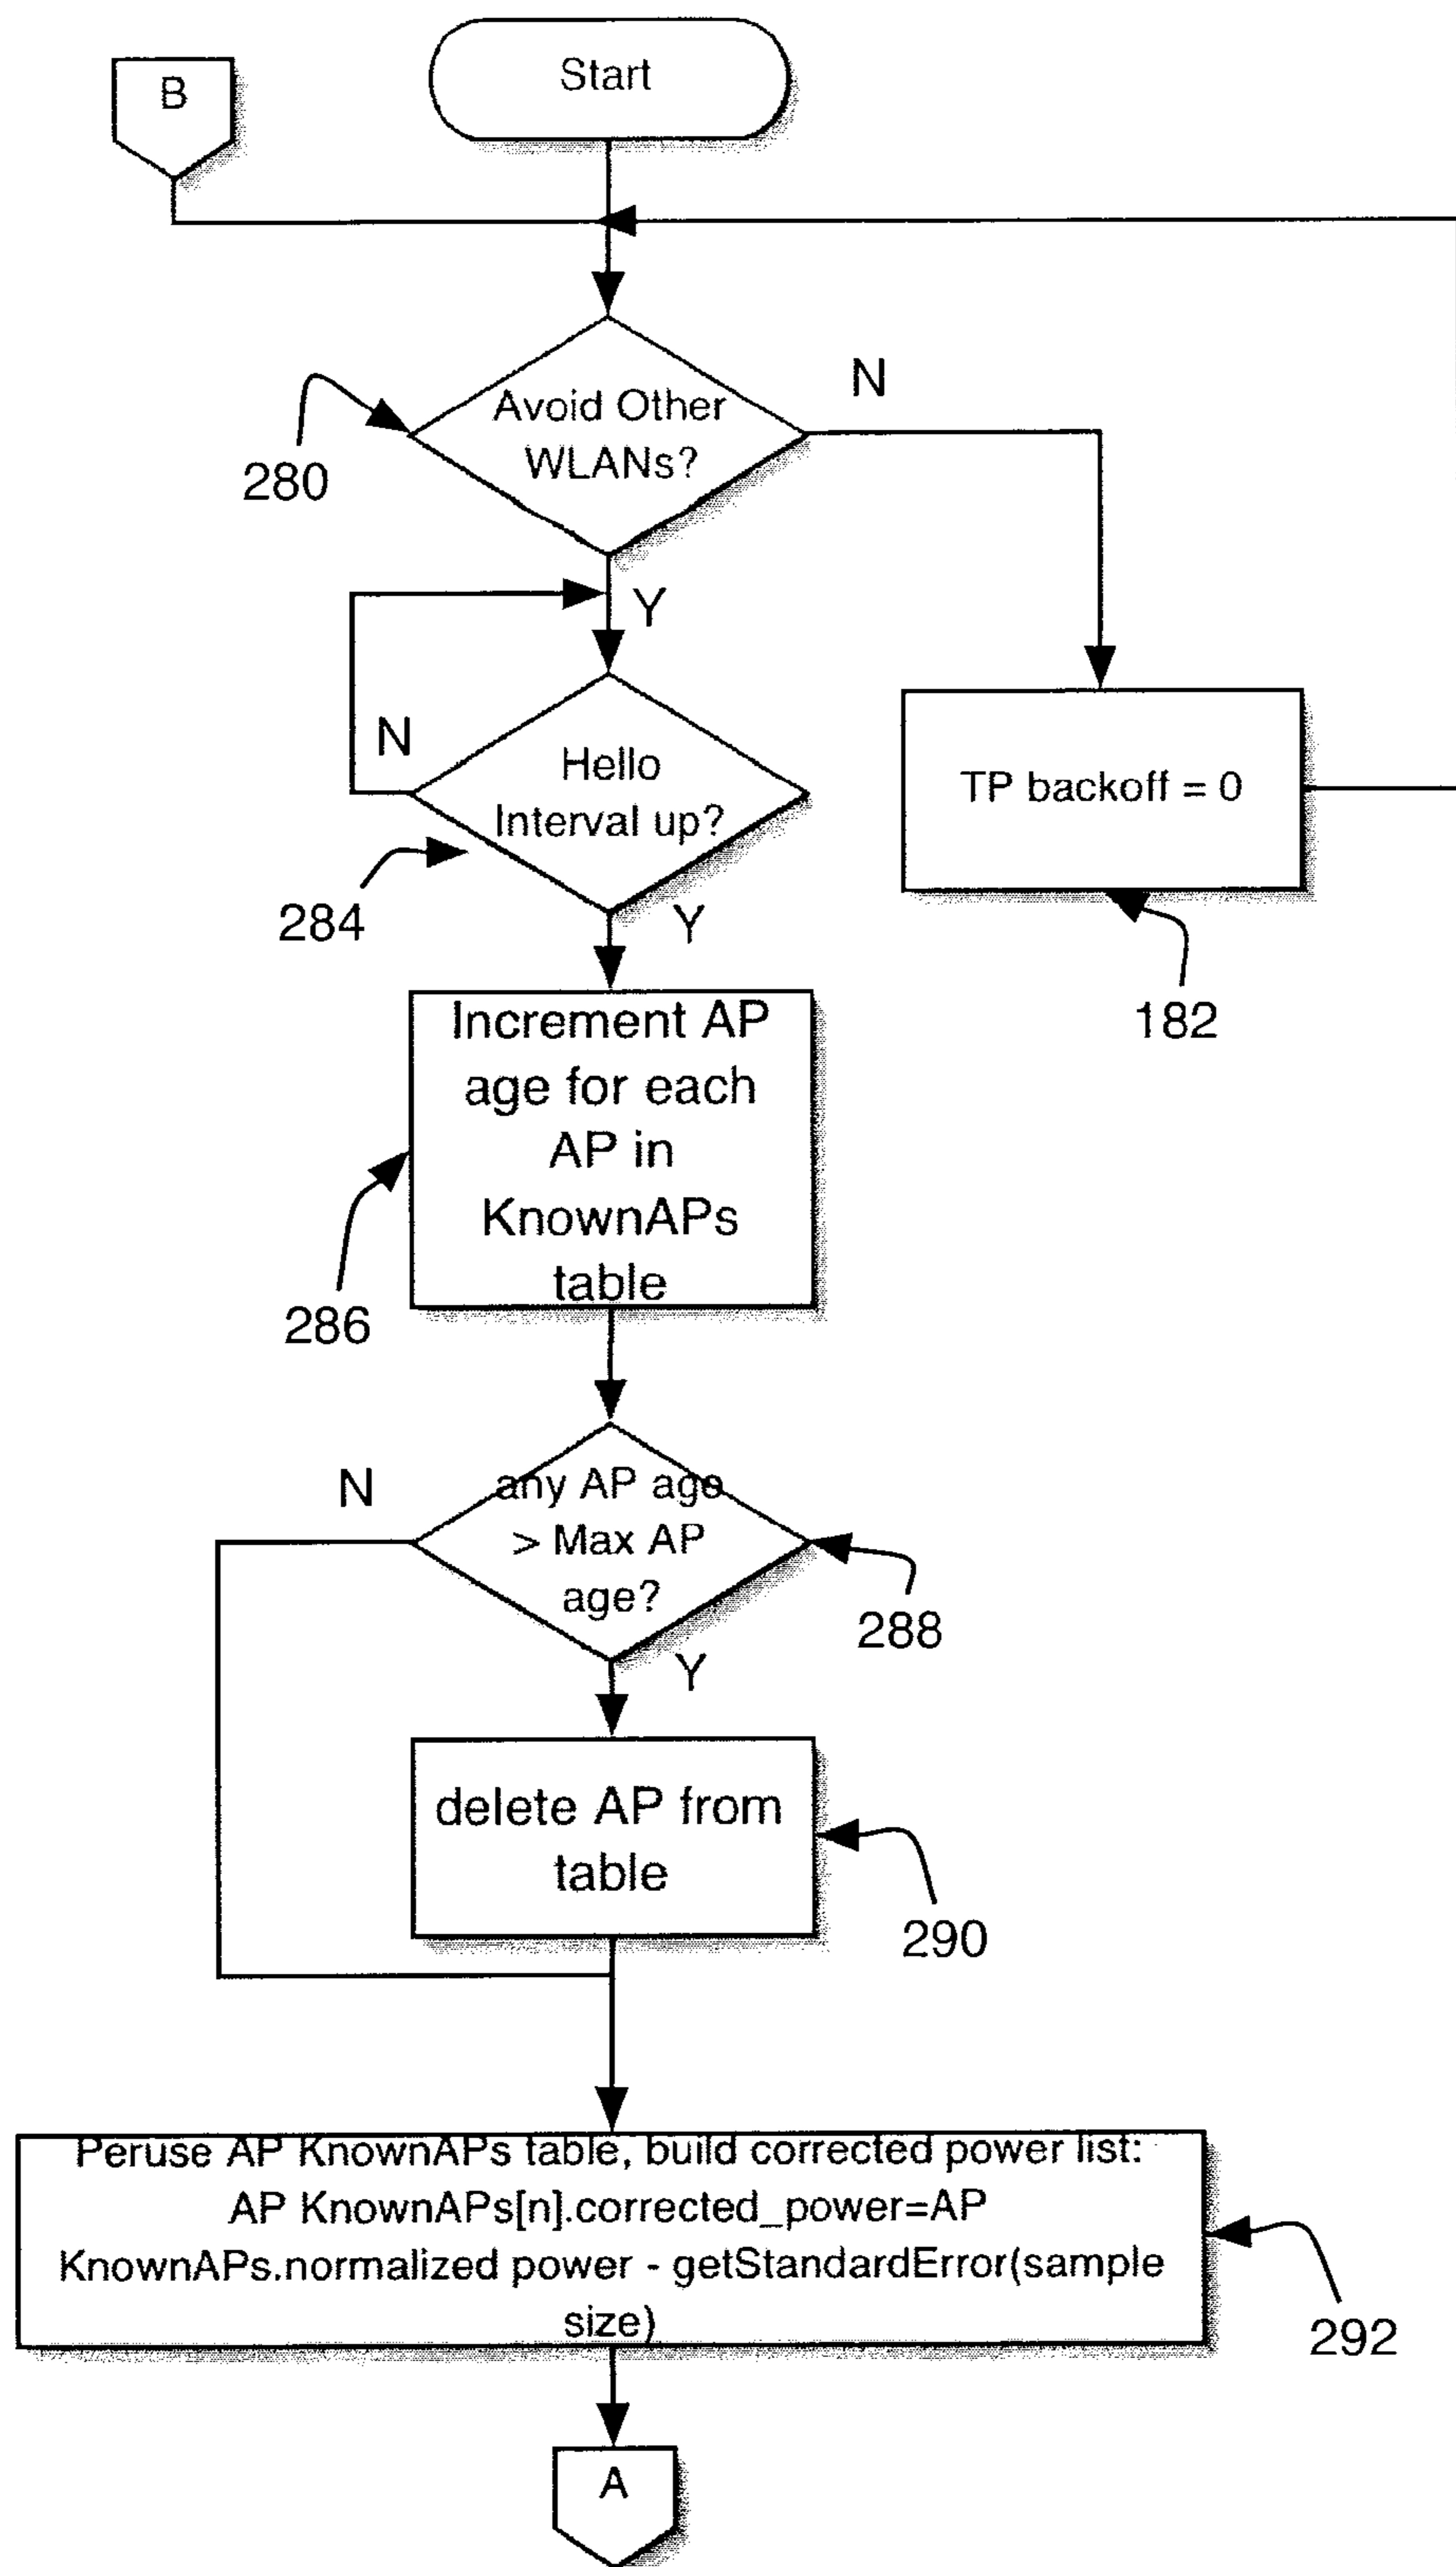 B
Start
Avoid Other
WLANs?
N
280
Y
Hello
Interval up?
N
284
Y
TP backoff = 0
182
Increment AP
age for each
AP in
KnownAPs
table
286
any AP age
> Max AP
age?
N
288
Y
delete AP from
table
290
Peruse AP KnownAPs table, build corrected power list:
AP KnownAPs[n].corrected_power=AP
KnownAPs.normalized power - getStandardError(sample
size)
292
A